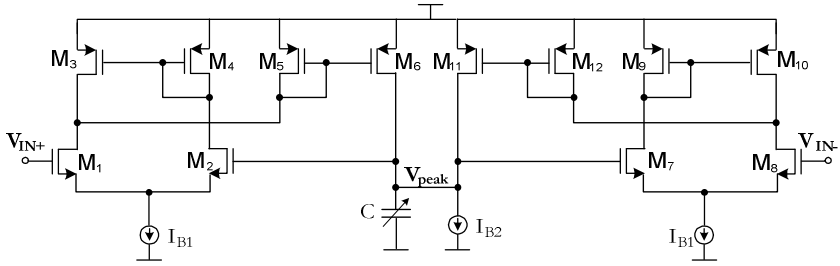 M3 M4 M5 M6 M11 M12 M9 M10
VIN+ M1 M2 M7 M8 VIN-
Vpeak
C
IB1 IB2 IB1